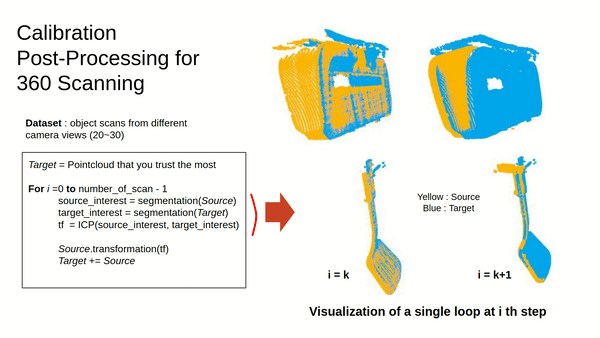 Calibration
Post-Processing for
360 Scanning
Dataset : object scans from different
camera views (20~30)
Target = Pointcloud that you trust the most
For i =0 to number_of_scan - 1
source_interest = segmentation(Source)
target_interest = segmentation(Target)
tf = ICP(source_interest, target_interest)
Source.transformation(tf)
Target += Source
Yellow : Source
Blue : Target
i = k
i = k+1
Visualization of a single loop at i th step